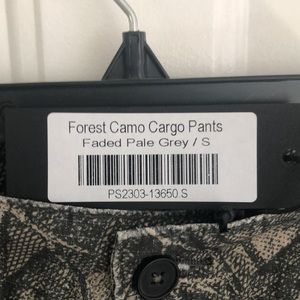 Forest Camo Cargo Pants
Faded Pale Grey / S
PS2303-13650.S